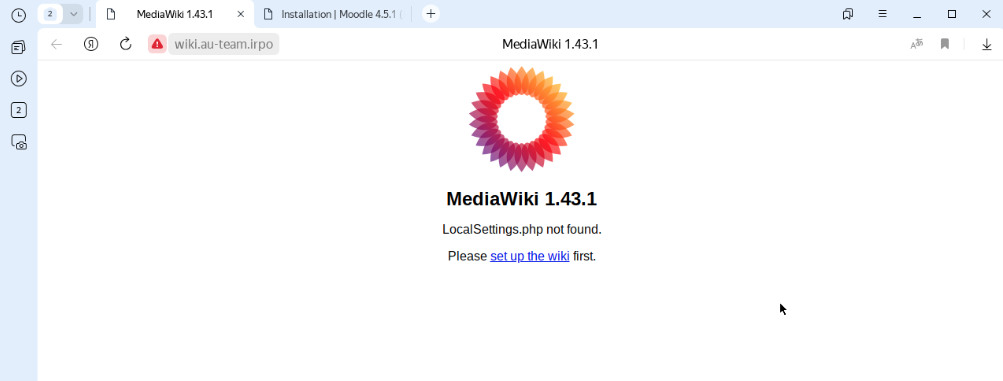 2
MediaWiki 1.43.1
Installation | Moodle 4.5.1
Я
wiki.au-team.irpo
MediaWiki 1.43.1
2
MediaWiki 1.43.1
LocalSettings.php not found.
Please set up the wiki first.